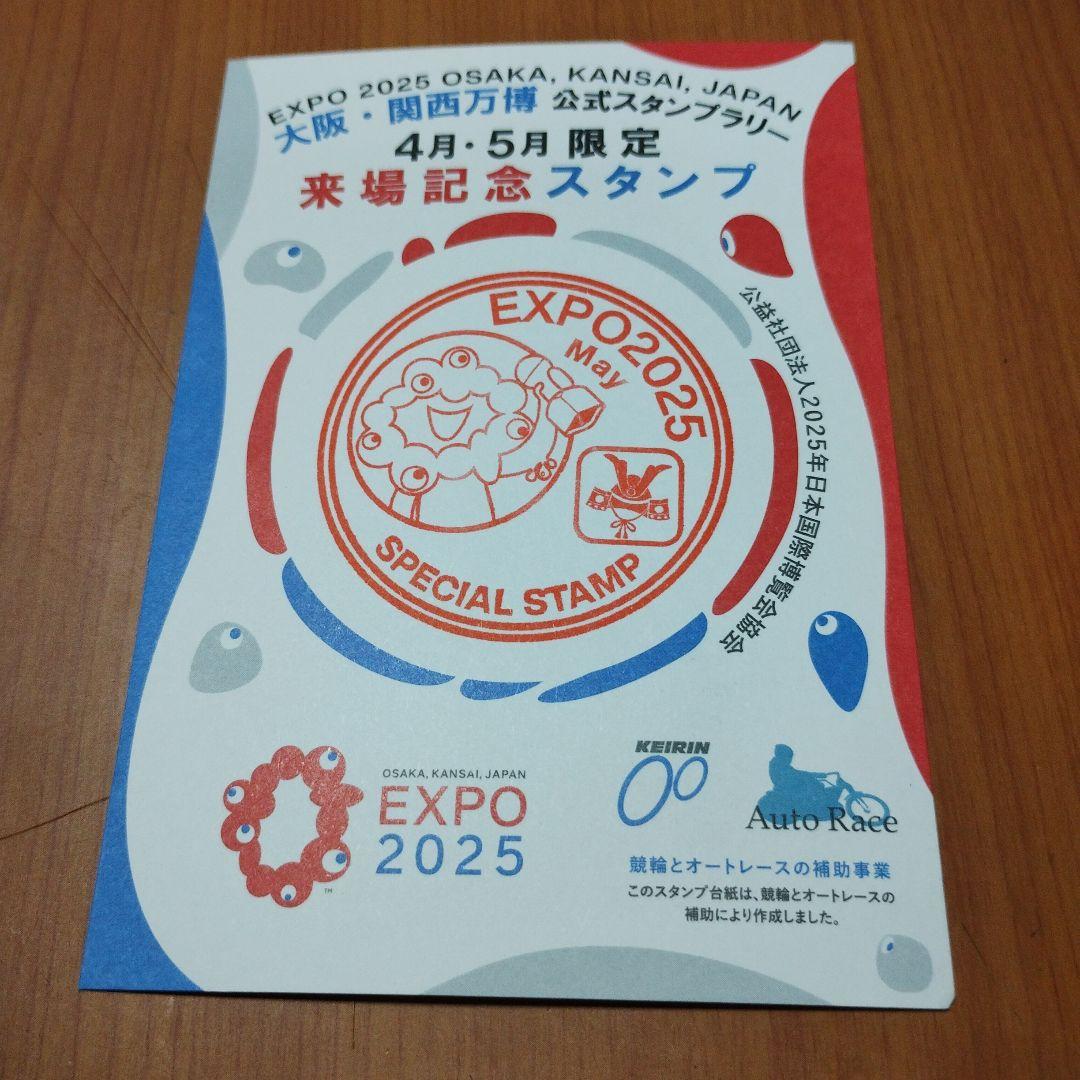 EXPO 2025 OSAKA, KANSAI, JAPAN
大阪・関西万博 公式スタンプラリー
4月・5月 限定
来場記念スタンプ
EXPO2025
May
SPECIAL STAMP
公益社団法人2025年日本国際博覧会協会
OSAKA, KANSAI, JAPAN
EXPO
2025
TM
KEIRIN
Auto Race
競輪とオートレースの補助事業
このスタンプ台紙は、競輪とオートレースの
補助により作成しました。